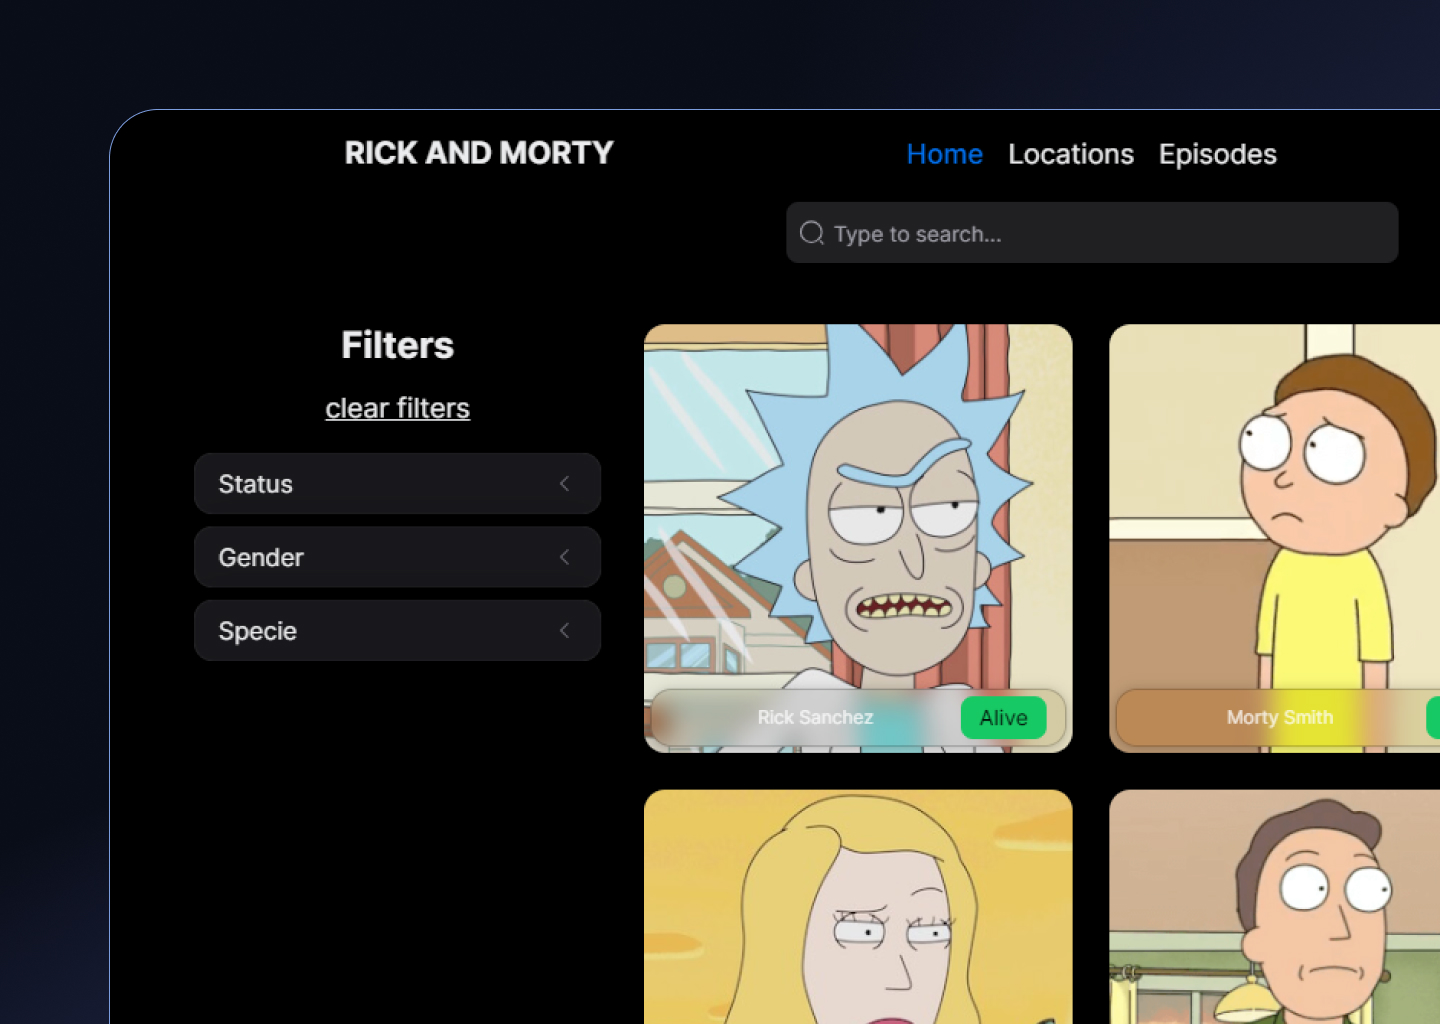 RICK AND MORTY
Home Locations Episodes
Type to search...
Filters
clear filters
Status
Gender
Specie
Rick Sanchez Alive
Morty Smith